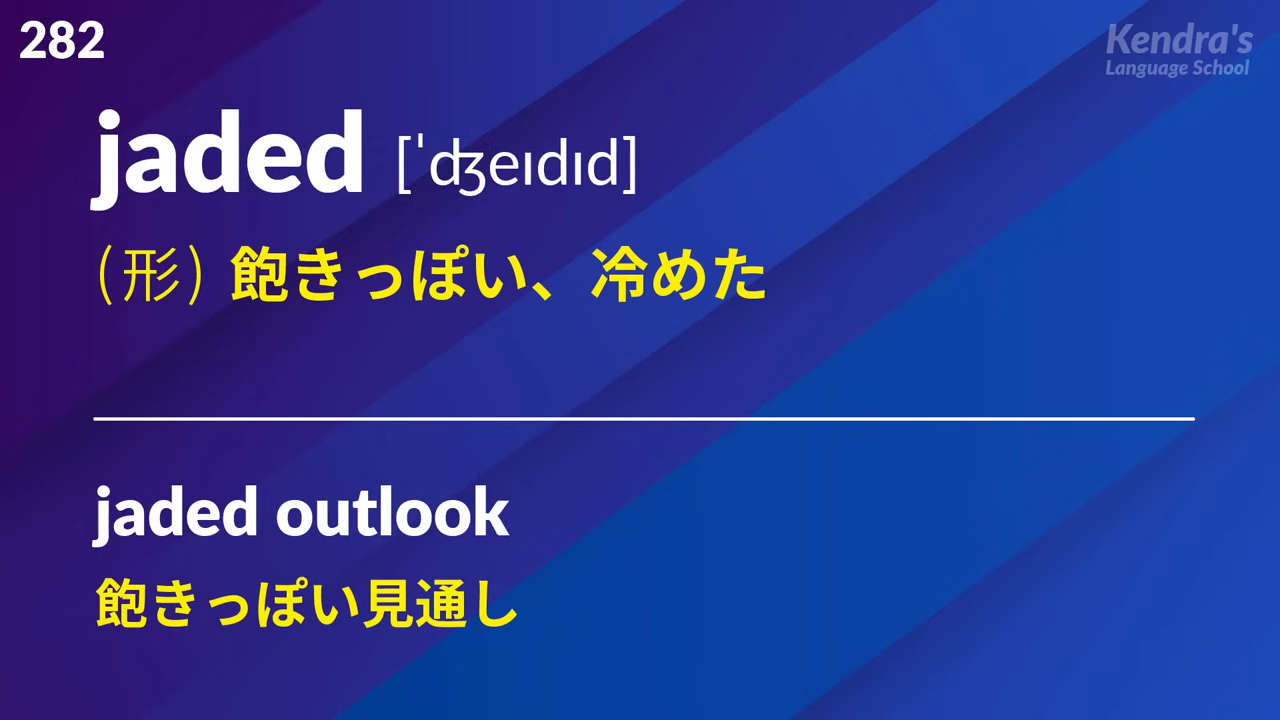 282
Kendra's
Language School
jaded [ˈʤeɪdɪd]
(形) 飽きっぽい、冷めた
jaded outlook
飽きっぽい見通し